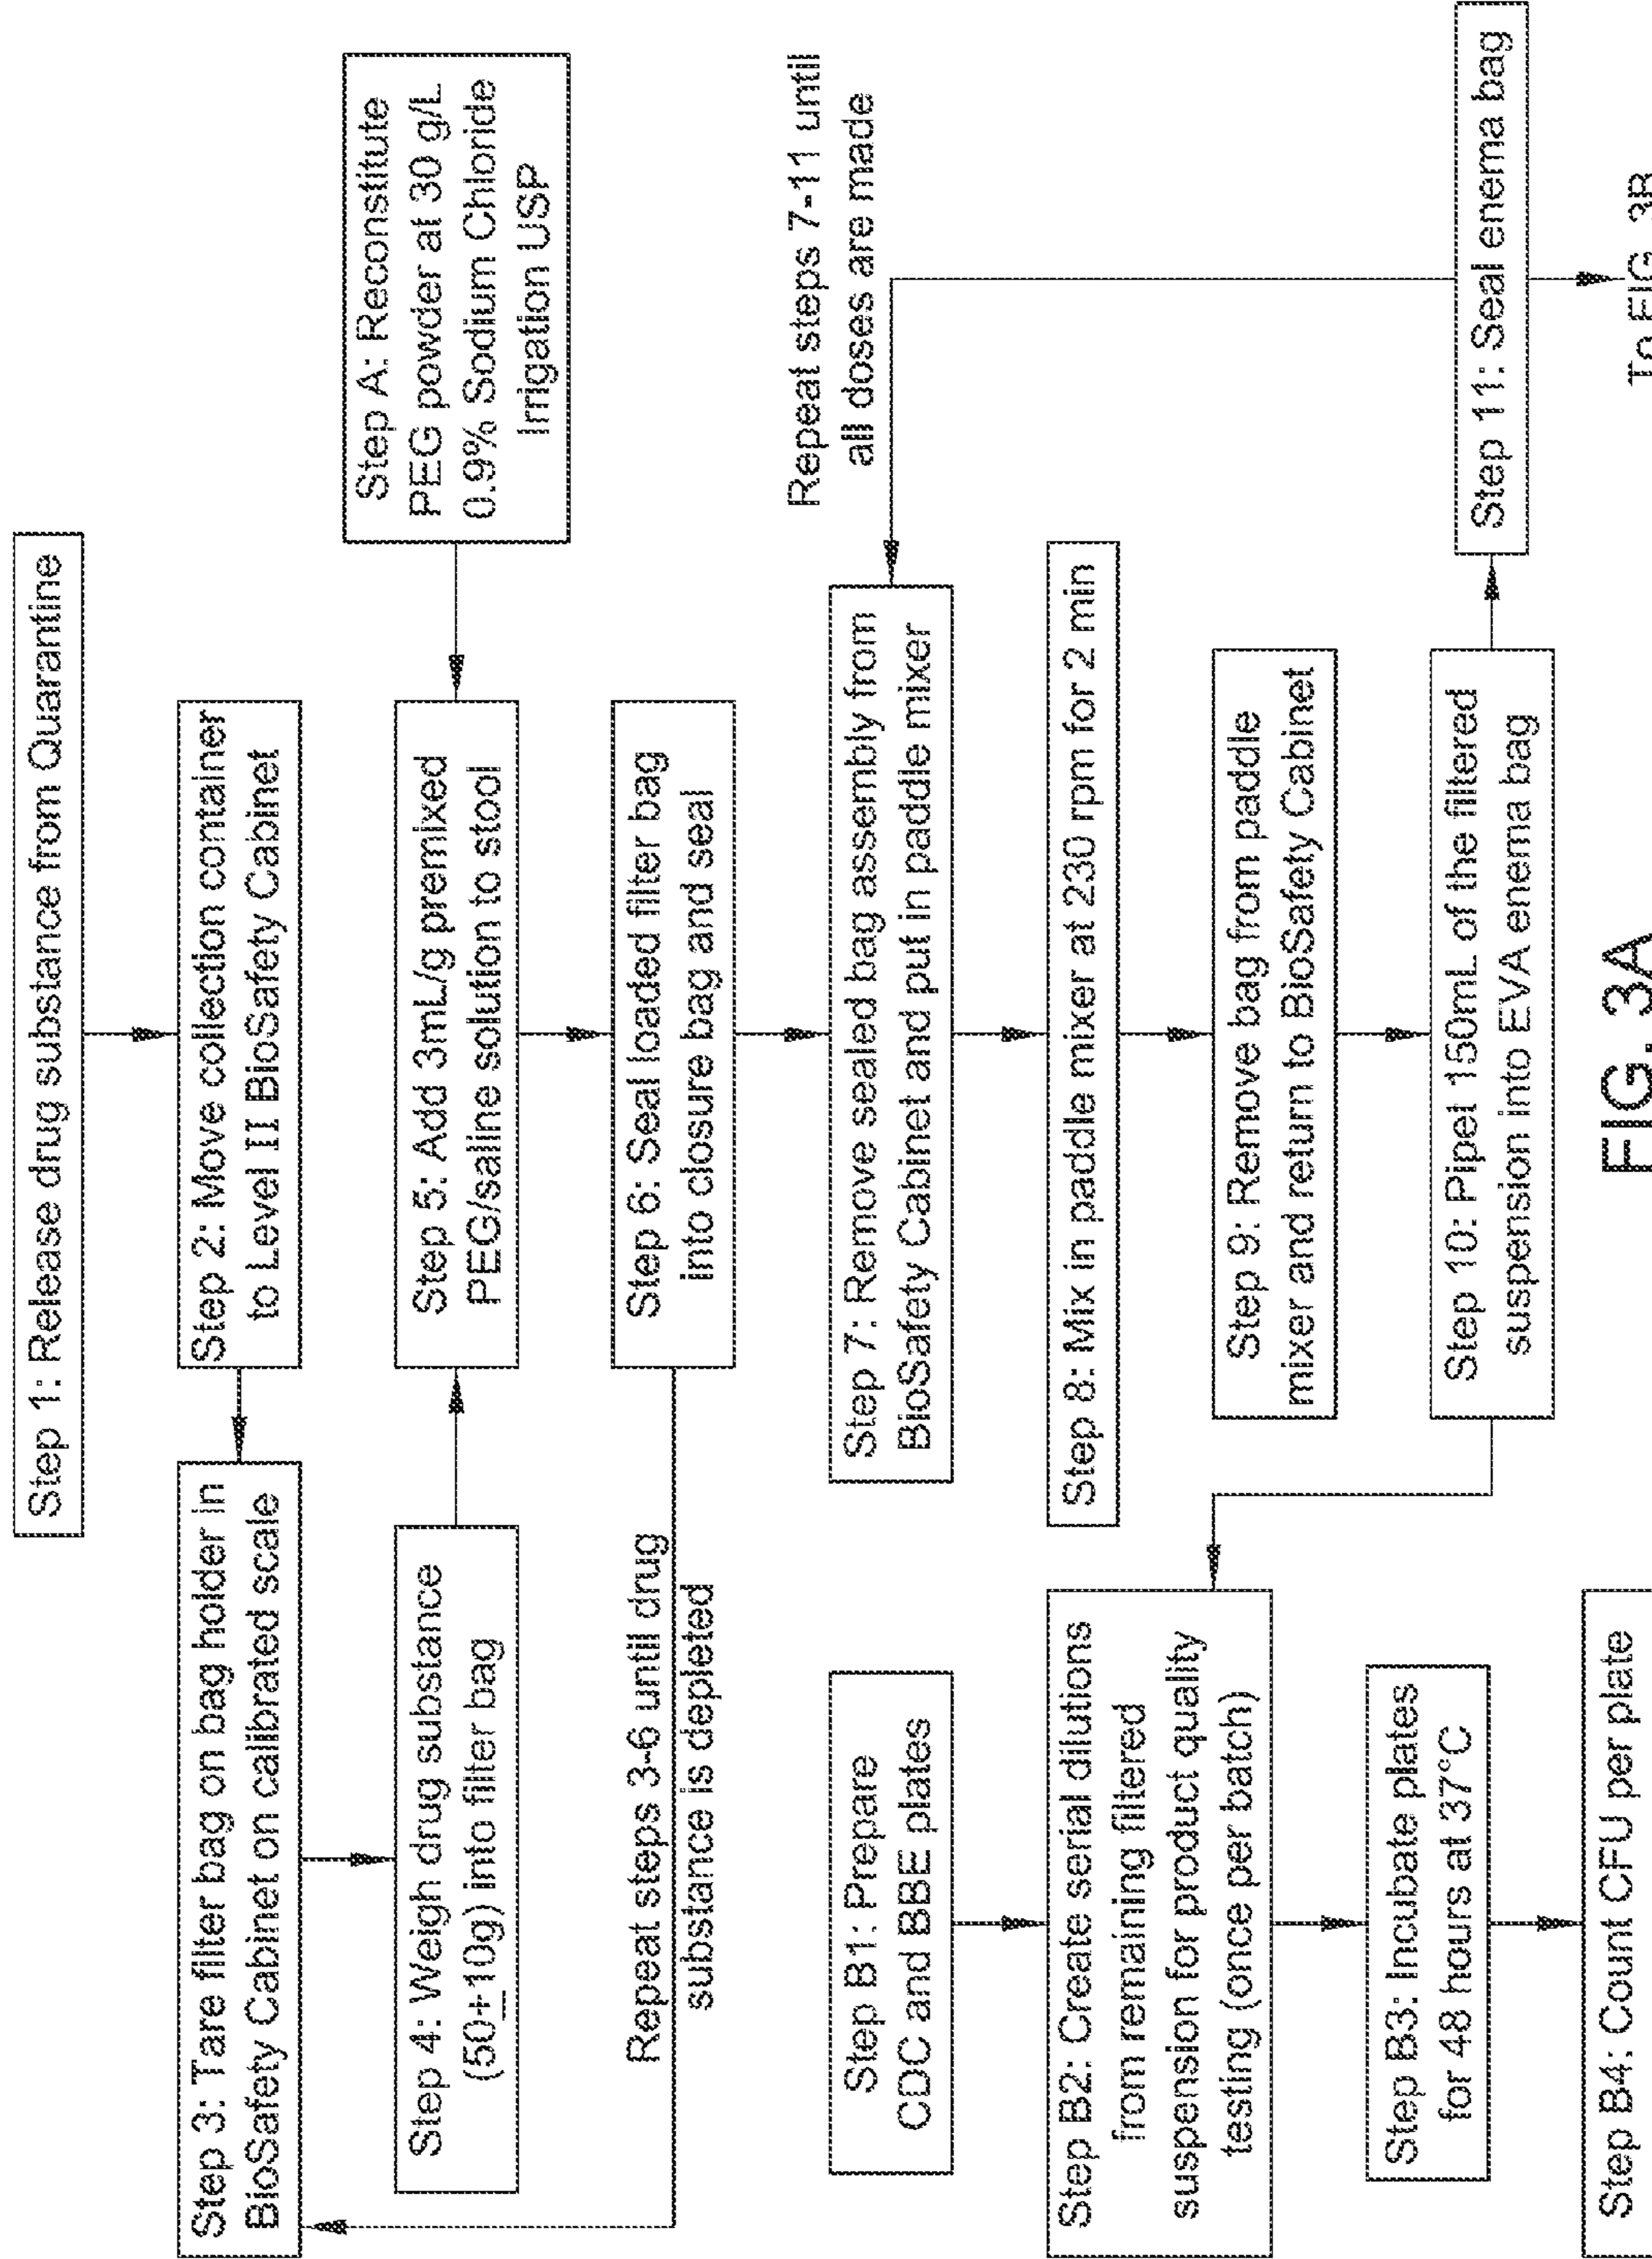 Step 1: Release drug substance from Quarantine
Step 2: Move collection container
to Level II BioSafety Cabinet
Step 3: Tare filter bag on bag holder in
BioSafety Cabinet on calibrated scale
Step 4: Weigh drug substance
(50±10g) into filter bag
Step 5: Add 3mL/g premixed
PEG/saline solution to stool
Step A: Reconstitute
PEG powder at 30 g/L
0.9% Sodium Chloride
Irrigation USP
Step 6: Seal loaded filter bag
into closure bag and seal
Repeat steps 3-6 until drug
substance is depleted
Step 7: Remove sealed bag assembly from
BioSafety Cabinet and put in paddle mixer
Repeat steps 7-11 until
all doses are made
Step 8: Mix in paddle mixer at 230 rpm for 2 min
Step 9: Remove bag from paddle
mixer and return to BioSafety Cabinet
Step 10: Pipet 150mL of the filtered
suspension into EVA enema bag
Step 11: Seal enema bag
Step B1: Prepare
CDC and BBE plates
Step B2: Create serial dilutions
from remaining filtered
suspension for product quality
testing (once per batch)
Step B3: Incubate plates
for 48 hours at 37°C
Step B4: Count CFU per plate
To FIG. 3B
FIG. 3A